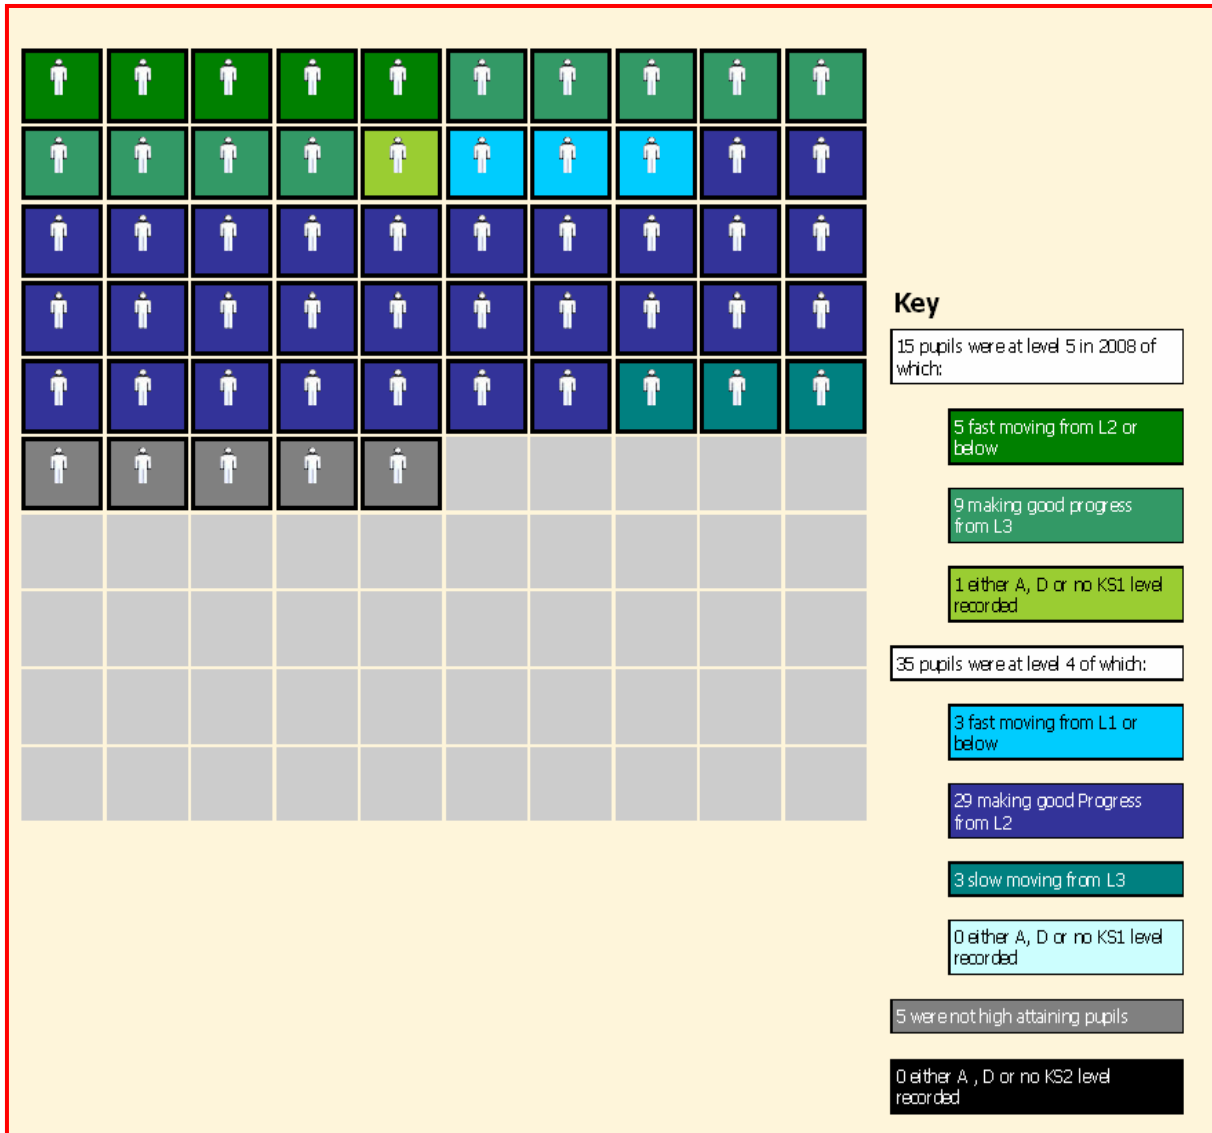 Key
15 pupils were at level 5 in 2008 of
which:
5 fast moving from L2 or
below
9 making good progress
from L3
1 either A, D or no KS1 level
recorded
35 pupils were at level 4 of which:
3 fast moving from L1 or
below
29 making good Progress
from L2
3 slow moving from L3
0 either A, D or no KS1 level
recorded
5 were not high attaining pupils
0 either A , D or no KS2 level
recorded